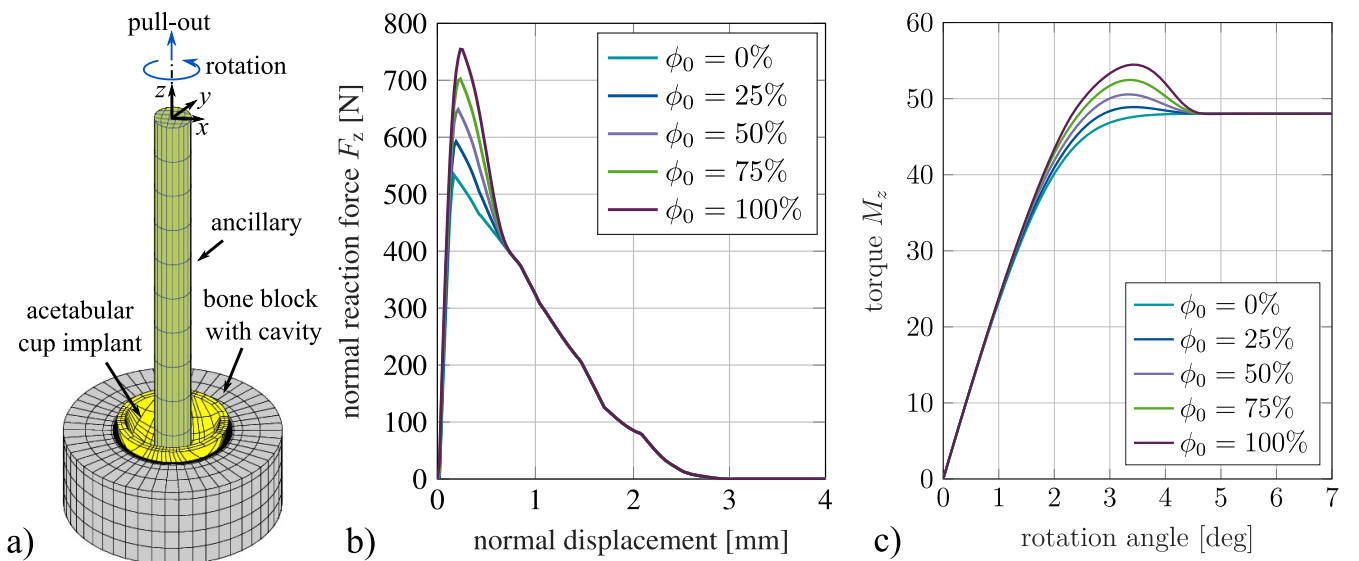 pull-out
rotation
z
y
x
ancillary
acetabular
cup implant
bone block
with cavity
a)
800
700
600
500
400
300
200
100
0
0 1 2 3 4
normal reaction force F_z [N]
normal displacement [mm]
ϕ₀ = 0%
ϕ₀ = 25%
ϕ₀ = 50%
ϕ₀ = 75%
ϕ₀ = 100%
b)
60
50
40
30
20
10
0
0 1 2 3 4 5 6 7
torque M_z
rotation angle [deg]
ϕ₀ = 0%
ϕ₀ = 25%
ϕ₀ = 50%
ϕ₀ = 75%
ϕ₀ = 100%
c)